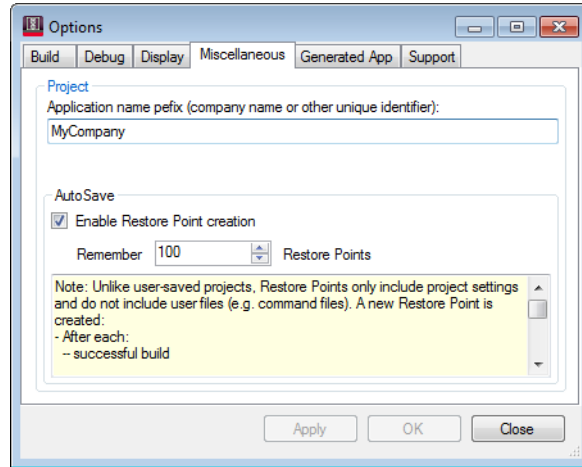 Options
Build Debug Display Miscellaneous Generated App Support
Project
Application name pefix (company name or other unique identifier):
MyCompany
AutoSave
Enable Restore Point creation
Remember 100 Restore Points
Note: Unlike user-saved projects, Restore Points only include project settings
and do not include user files (e.g. command files). A new Restore Point is
created:
- After each:
-- successful build
Apply OK Close